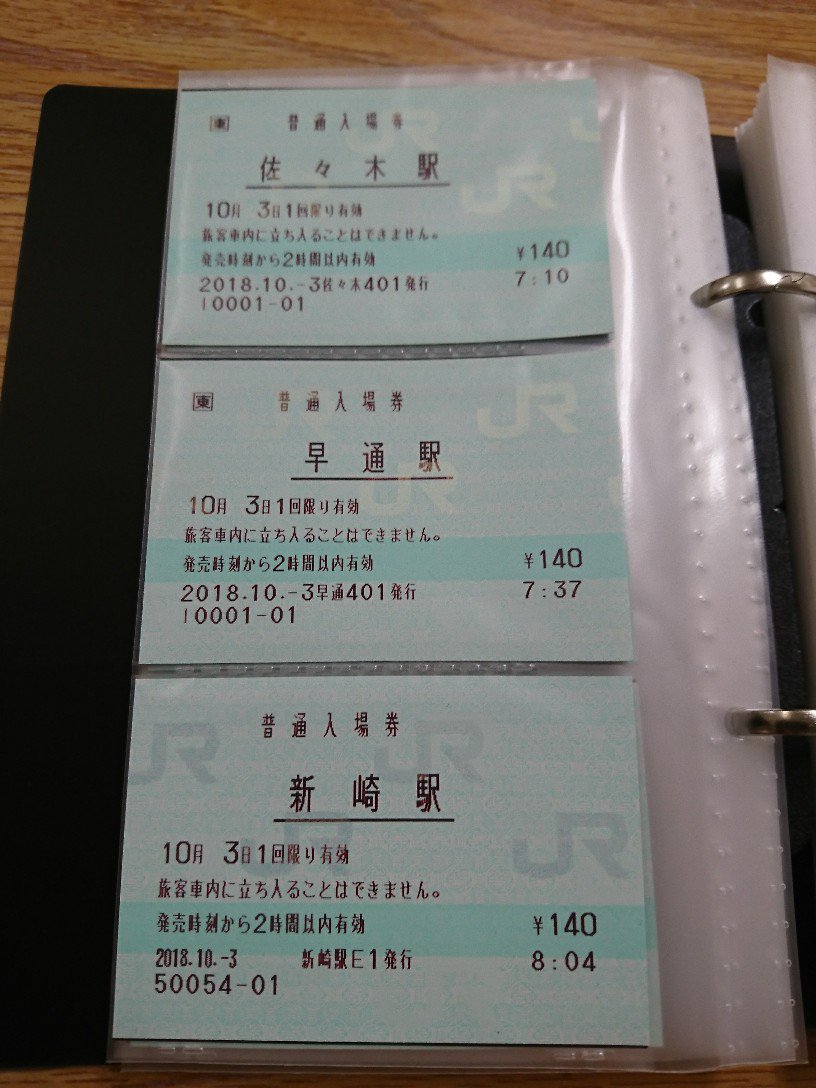 東 普通入場券
佐々木駅
10月 3日1回限り有効
旅客車内に立ち入ることはできません。
発売時刻から2時間以内有効 ¥140
2018.10.-3佐々木401発行 7:10
10001-01
東 普通入場券
早通駅
10月 3日1回限り有効
旅客車内に立ち入ることはできません。
発売時刻から2時間以内有効 ¥140
2018.10.-3早通401発行 7:37
10001-01
普通入場券
新崎駅
10月 3日1回限り有効
旅客車内に立ち入ることはできません。
発売時刻から2時間以内有効 ¥140
2018.10.-3 新崎駅E1発行 8:04
50054-01